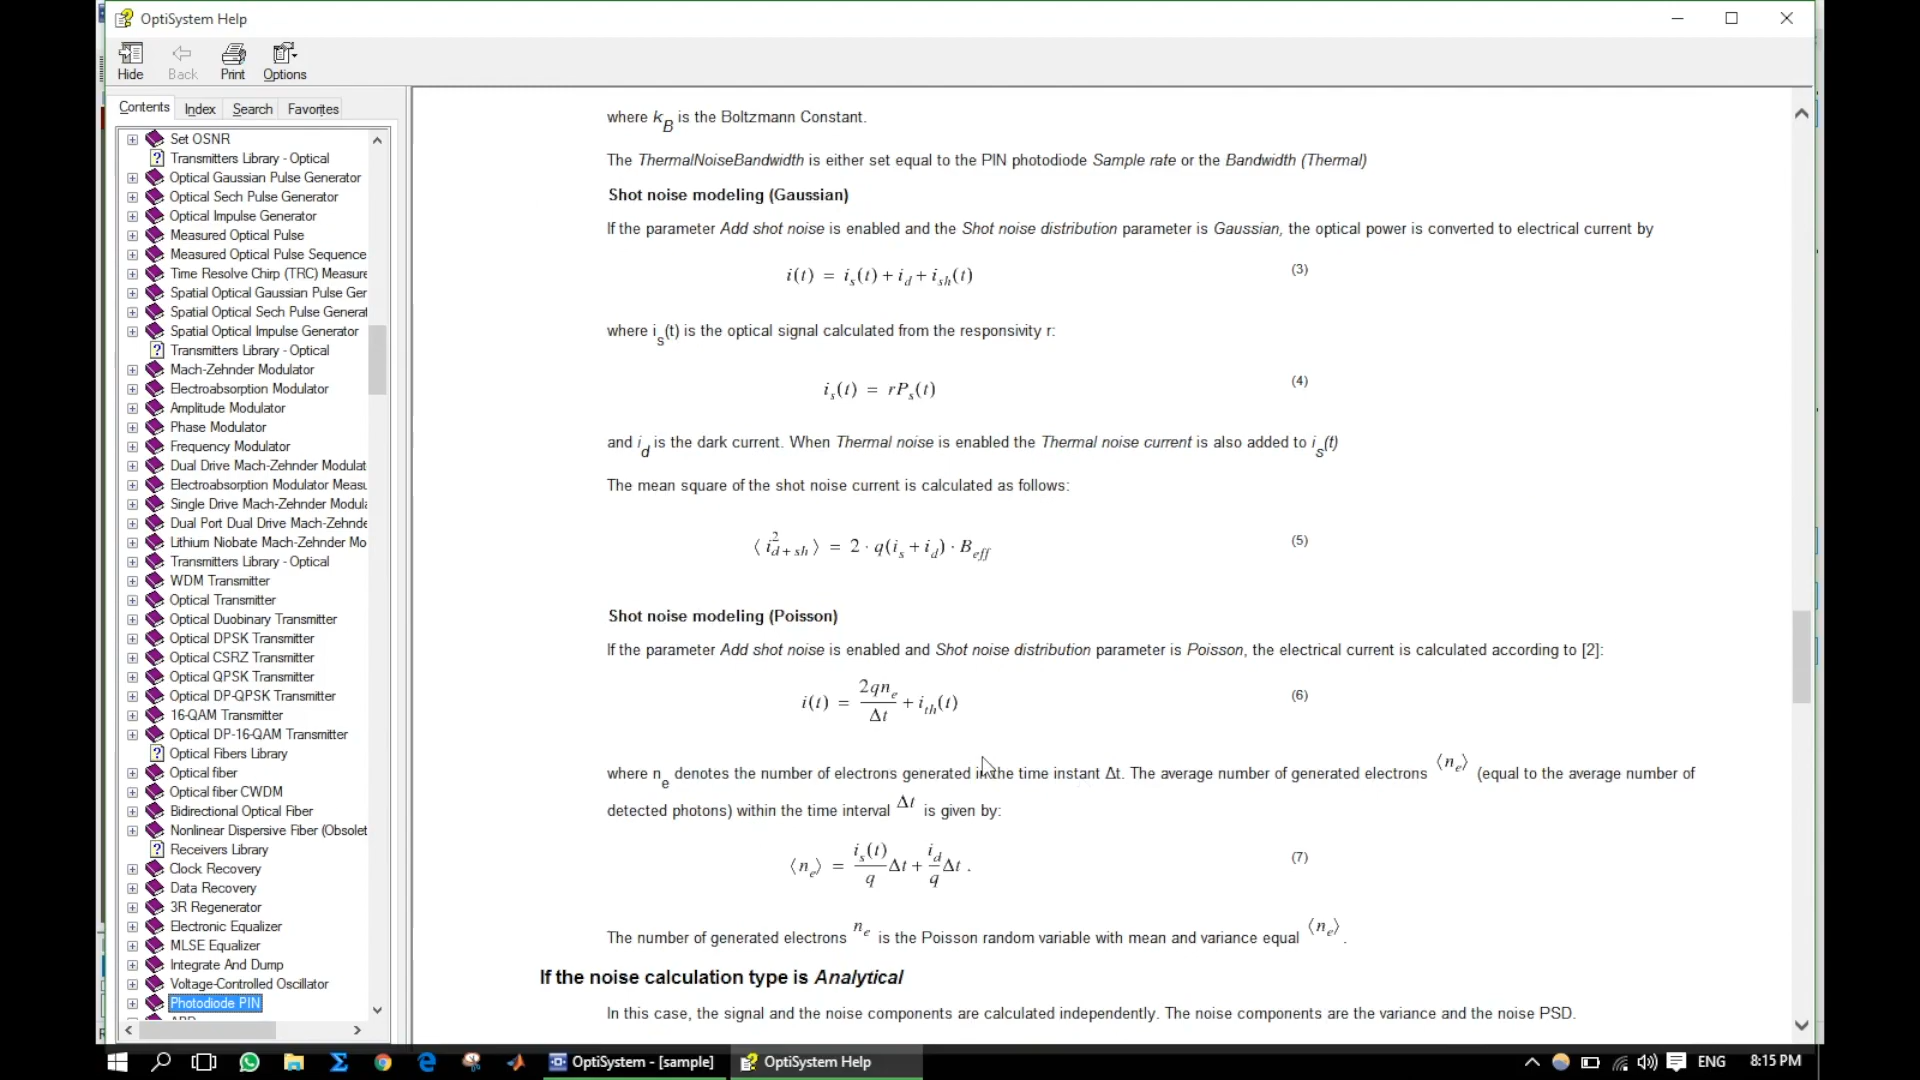 OptiSystem Help
Hide Back Print Options
Contents Index Search Favorites
Set OSNR
Transmitters Library - Optical
Optical Gaussian Pulse Generator
Optical Sech Pulse Generator
Optical Impulse Generator
Measured Optical Pulse
Measured Optical Pulse Sequence
Time Resolve Chirp (TRC) Measure
Spatial Optical Gaussian Pulse Ger
Spatial Optical Sech Pulse Generat
Spatial Optical Impulse Generator
Transmitters Library - Optical
Mach-Zehnder Modulator
Electroabsorption Modulator
Amplitude Modulator
Phase Modulator
Frequency Modulator
Dual Drive Mach-Zehnder Modulat
Electroabsorption Modulator Measu
Single Drive Mach-Zehnder Modula
Dual Port Dual Drive Mach-Zehnde
Lithium Niobate Mach-Zehnder Mo
Transmitters Library - Optical
WDM Transmitter
Optical Transmitter
Optical Duobinary Transmitter
Optical DPSK Transmitter
Optical CSRZ Transmitter
Optical QPSK Transmitter
Optical DP-QPSK Transmitter
16-QAM Transmitter
Optical DP-16-QAM Transmitter
Optical Fibers Library
Optical fiber
Optical fiber CWDM
Bidirectional Optical Fiber
Nonlinear Dispersive Fiber (Obsolet
Receivers Library
Clock Recovery
Data Recovery
3R Regenerator
Electronic Equalizer
MLSE Equalizer
Integrate And Dump
Voltage-Controlled Oscillator
Photodiode PIN
where k_B is the Boltzmann Constant.
The ThermalNoiseBandwidth is either set equal to the PIN photodiode Sample rate or the Bandwidth (Thermal)
Shot noise modeling (Gaussian)
If the parameter Add shot noise is enabled and the Shot noise distribution parameter is Gaussian, the optical power is converted to electrical current by
i(t) = i_s(t) + i_d + i_sh(t) (3)
where i_s(t) is the optical signal calculated from the responsivity r:
i_s(t) = rP_s(t) (4)
and i_d is the dark current. When Thermal noise is enabled the Thermal noise current is also added to i_s(t)
The mean square of the shot noise current is calculated as follows:
⟨i²_{d+sh}⟩ = 2 · q(i_s + i_d) · B_eff (5)
Shot noise modeling (Poisson)
If the parameter Add shot noise is enabled and Shot noise distribution parameter is Poisson, the electrical current is calculated according to [2]:
i(t) = 2qn_e/Δt + i_th(t) (6)
where n_e denotes the number of electrons generated in the time instant Δt. The average number of generated electrons ⟨n_e⟩ (equal to the average number of
detected photons) within the time interval Δt is given by:
⟨n_e⟩ = i_s(t)/q Δt + i_d/q Δt . (7)
The number of generated electrons n_e is the Poisson random variable with mean and variance equal ⟨n_e⟩ .
If the noise calculation type is Analytical
In this case, the signal and the noise components are calculated independently. The noise components are the variance and the noise PSD.
OptiSystem - [sample] OptiSystem Help ENG 8:15 PM